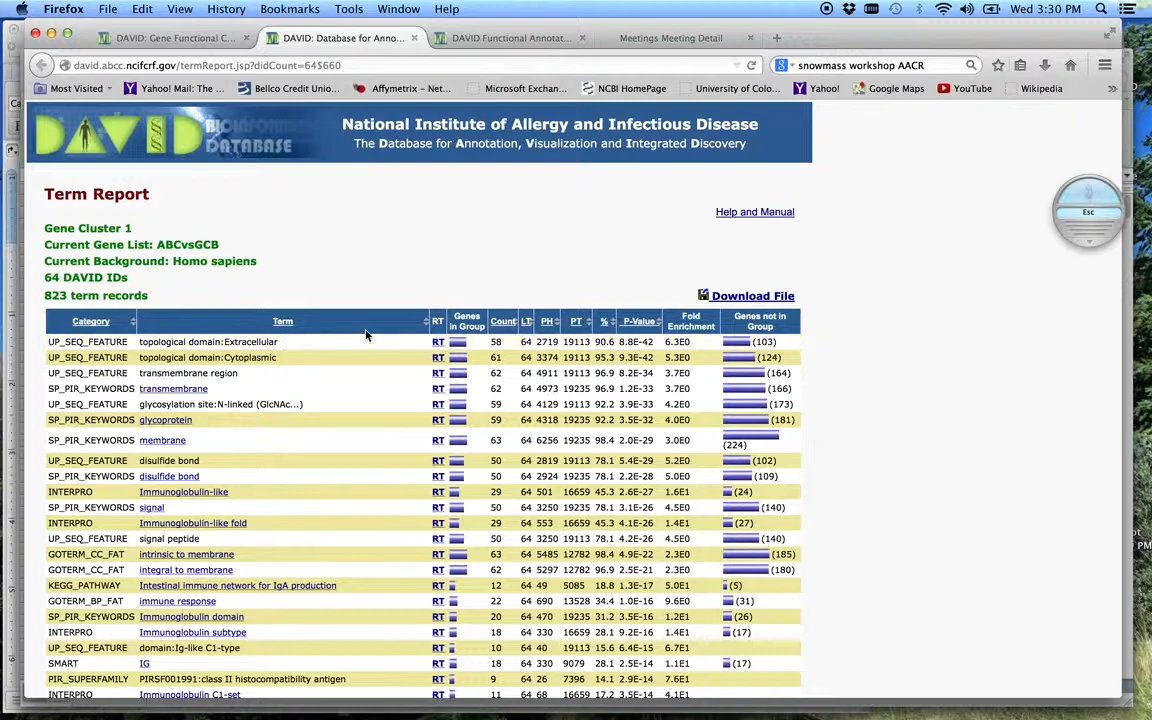 Firefox File Edit View History Bookmarks Tools Window Help Wed 3:30 PM
DAVID: Gene Functional C... DAVID: Database for Anno... DAVID Functional Annotat... Meetings Meeting Detail
david.abcc.ncifcrf.gov/termReport.jsp?didCount=64$660 snowmass workshop AACR
Most Visited Yahoo! Mail: The ... Bellco Credit Unio... Affymetrix – Net... Microsoft Exchan... NCBI HomePage University of Colo... Yahoo! Google Maps YouTube Wikipedia
DAVID BIOINFORMATICS DATABASE
National Institute of Allergy and Infectious Disease
The Database for Annotation, Visualization and Integrated Discovery
Term Report
Help and Manual
Esc
Gene Cluster 1
Current Gene List: ABCvsGCB
Current Background: Homo sapiens
64 DAVID IDs
823 term records
Download File
Category Term RT Genes in Group Count LT PH PT % P-Value Fold Enrichment Genes not in Group
UP_SEQ_FEATURE topological domain:Extracellular RT 58 64 2719 19113 90.6 8.8E-42 6.3E0 (103)
UP_SEQ_FEATURE topological domain:Cytoplasmic RT 61 64 3374 19113 95.3 9.3E-42 5.4E0 (124)
UP_SEQ_FEATURE transmembrane region RT 62 64 4911 19113 96.9 8.2E-34 3.7E0 (164)
SP_PIR_KEYWORDS transmembrane RT 62 64 4973 19235 96.9 1.2E-33 3.7E0 (166)
UP_SEQ_FEATURE glycosylation site:N-linked (GlcNAc...) RT 59 64 4129 19113 92.2 3.9E-33 4.2E0 (173)
SP_PIR_KEYWORDS glycoprotein RT 59 64 4318 19235 92.2 3.5E-32 4.0E0 (181)
SP_PIR_KEYWORDS membrane RT 63 64 6256 19235 98.4 2.0E-29 3.0E0 (224)
UP_SEQ_FEATURE disulfide bond RT 50 64 2819 19113 78.1 5.4E-29 5.2E0 (102)
SP_PIR_KEYWORDS disulfide bond RT 50 64 2924 19235 78.1 2.2E-28 5.0E0 (109)
INTERPRO Immunoglobulin-like RT 29 64 501 16659 45.3 2.6E-27 1.6E1 (24)
SP_PIR_KEYWORDS signal RT 50 64 3250 19235 78.1 3.1E-26 4.5E0 (140)
INTERPRO Immunoglobulin-like fold RT 29 64 553 16659 45.3 4.1E-26 1.4E1 (27)
UP_SEQ_FEATURE signal peptide RT 50 64 3250 19113 78.1 4.2E-26 4.5E0 (140)
GOTERM_CC_FAT intrinsic to membrane RT 63 64 5485 12782 98.4 4.9E-22 2.3E0 (185)
GOTERM_CC_FAT integral to membrane RT 62 64 5297 12782 96.9 2.5E-21 2.3E0 (180)
KEGG_PATHWAY Intestinal immune network for IgA production RT 12 64 49 5085 18.8 1.3E-17 5.0E1 (5)
GOTERM_BP_FAT immune response RT 22 64 690 13528 34.4 1.0E-16 9.6E0 (31)
SP_PIR_KEYWORDS Immunoglobulin domain RT 20 64 470 19235 31.2 3.5E-16 1.2E1 (26)
INTERPRO Immunoglobulin subtype RT 18 64 330 16659 28.1 9.2E-16 1.4E1 (17)
UP_SEQ_FEATURE domain:Ig-like C1-type RT 10 64 40 19113 15.6 6.4E-15 6.7E1
SMART IG RT 18 64 330 9079 28.1 2.5E-14 1.1E1 (17)
PIR_SUPERFAMILY PIRSF001991:class II histocompatibility antigen RT 9 64 26 7396 14.1 2.9E-14 7.6E1
INTERPRO Immunoglobulin C1-set RT 11 64 68 16659 17.2 3.5E-14 4.1E1